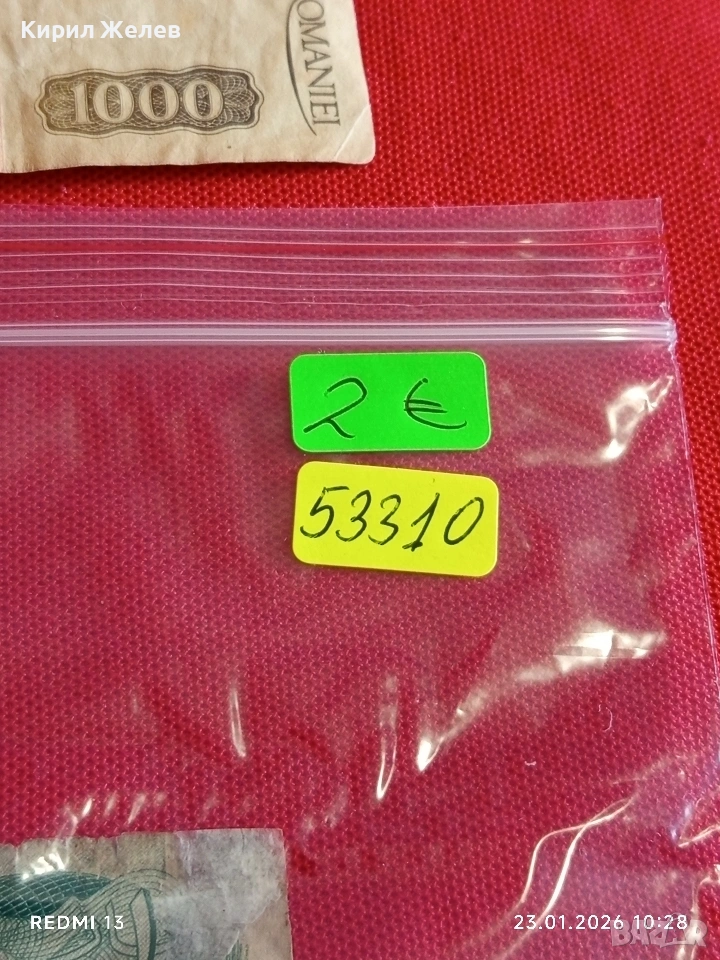 Кирил Желев
OMANIEI
1000
2 €
53310
REDMI 13
23.01.2026 10:28